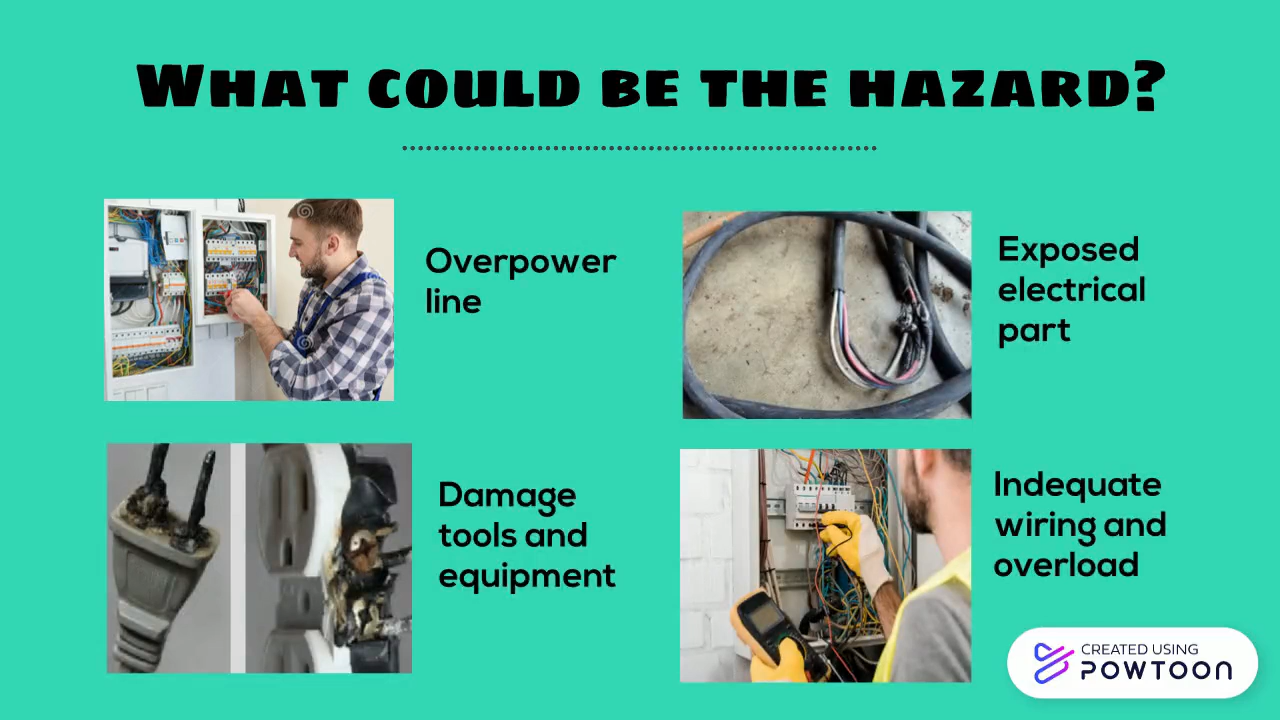 What could be the hazard?
Overpower
line
Exposed
electrical
part
Damage
tools and
equipment
Indequate
wiring and
overload
CREATED USING
POWTOON